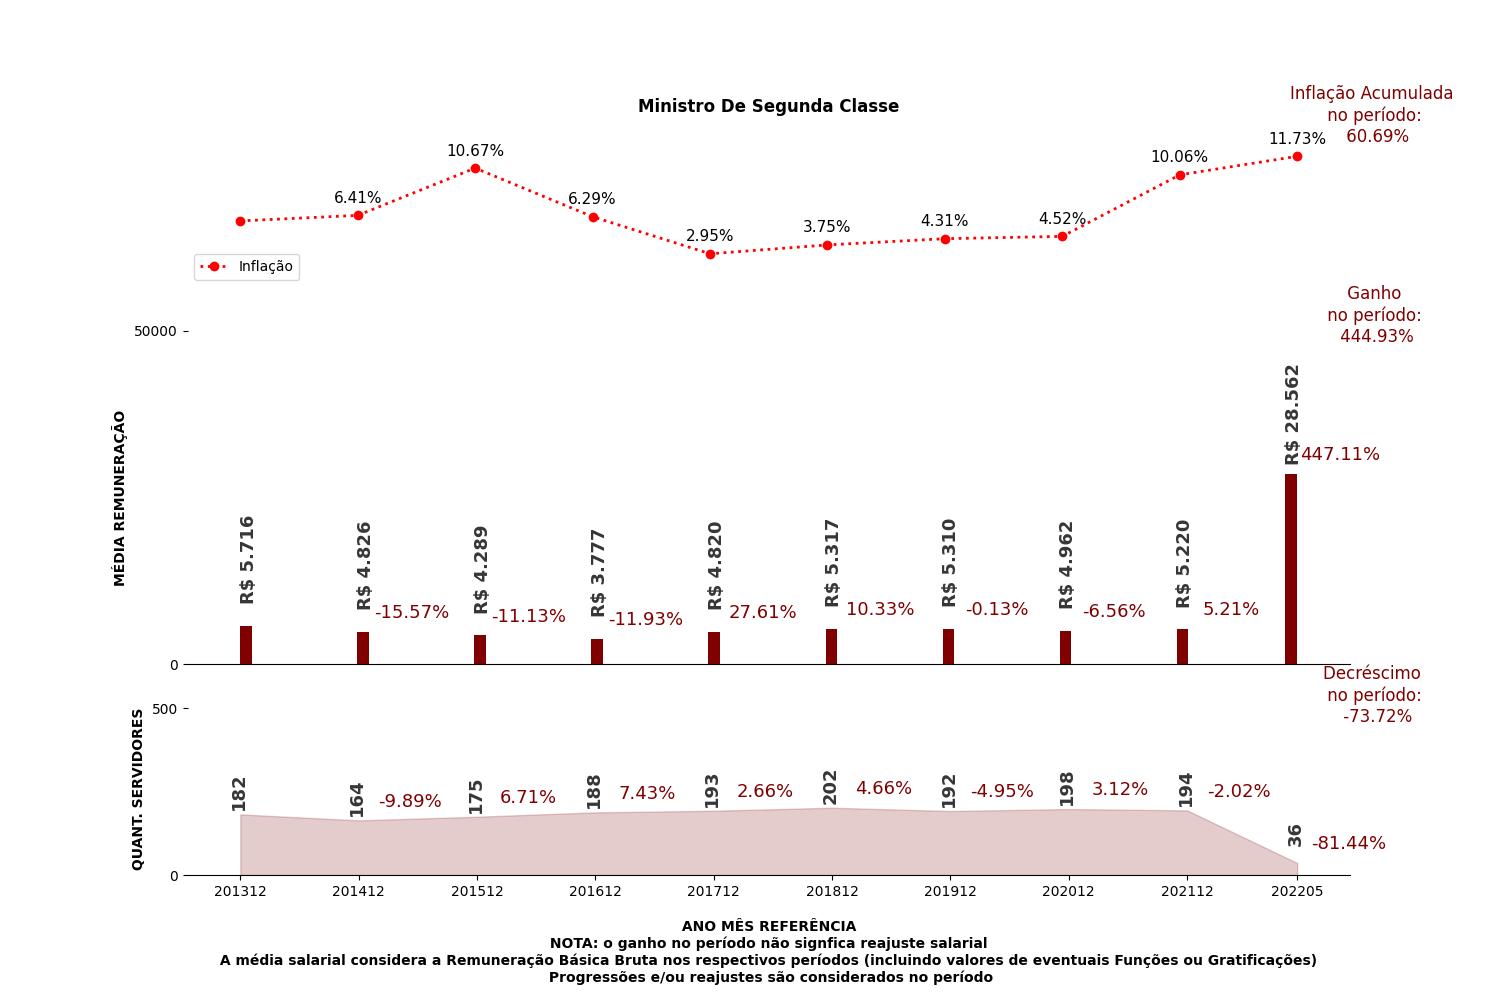 Ministro De Segunda Classe
Inflação Acumulada
no período:
60.69%
6.41%
10.67%
6.29%
2.95%
3.75%
4.31%
4.52%
10.06%
11.73%
Inflação
Ganho
no período:
444.93%
MÉDIA REMUNERAÇÃO
50000
0
R$ 5.716
R$ 4.826
R$ 4.289
R$ 3.777
R$ 4.820
R$ 5.317
R$ 5.310
R$ 4.962
R$ 5.220
R$ 28.562
-15.57%
-11.13%
-11.93%
27.61%
10.33%
-0.13%
-6.56%
5.21%
447.11%
Decréscimo
no período:
-73.72%
QUANT. SERVIDORES
500
0
182
164
175
188
193
202
192
198
194
36
-9.89%
6.71%
7.43%
2.66%
4.66%
-4.95%
3.12%
-2.02%
-81.44%
201312
201412
201512
201612
201712
201812
201912
202012
202112
202205
ANO MÊS REFERÊNCIA
NOTA: o ganho no período não signfica reajuste salarial
A média salarial considera a Remuneração Básica Bruta nos respectivos períodos (incluindo valores de eventuais Funções ou Gratificações)
Progressões e/ou reajustes são considerados no período